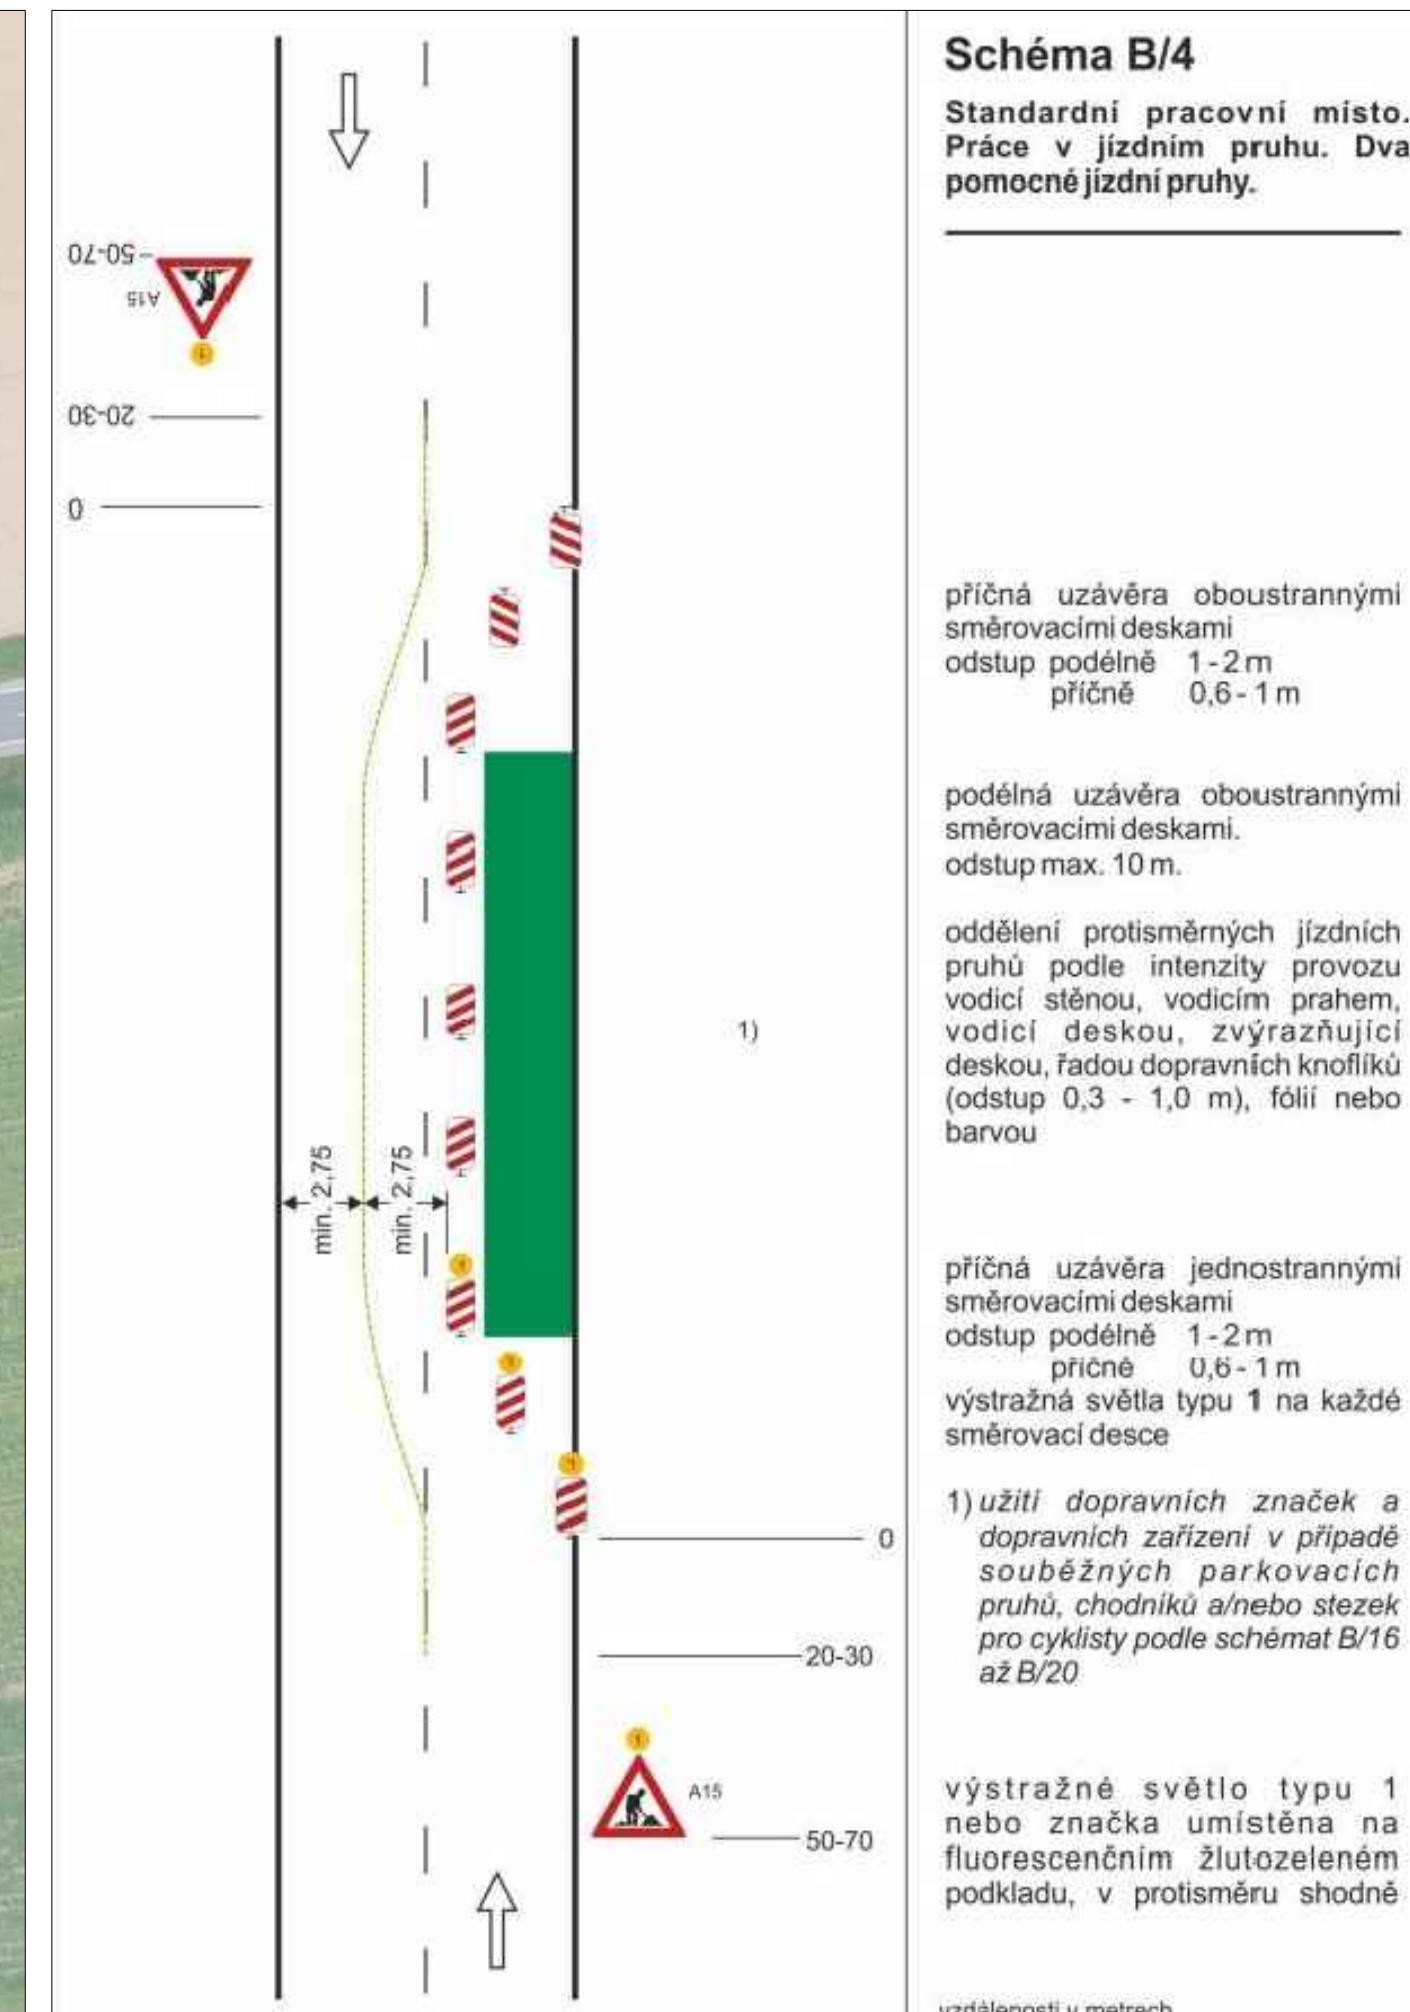 Schéma B/4
Standardní pracovní místo.
Práce v jízdním pruhu. Dva
pomocné jízdní pruhy.
50-70
A15
1
20-30
0
příčná uzávěra oboustrannými
směrovacími deskami
odstup podélně 1 - 2 m
příčně 0,6 - 1 m
podélná uzávěra oboustrannými
směrovacími deskami.
odstup max. 10 m.
oddělení protisměrných jízdních
pruhů podle intenzity provozu
vodicí stěnou, vodicím prahem,
vodicí deskou, zvýrazňující
deskou, řadou dopravních knoflíků
(odstup 0,3 - 1,0 m), fólií nebo
barvou
1)
min. 2,75
min. 2,75
1
1
1
příčná uzávěra jednostrannými
směrovacími deskami
odstup podélně 1 - 2 m
příčně 0,6 - 1 m
výstražná světla typu 1 na každé
směrovací desce
0
1) užití dopravních značek a
dopravních zařízení v případě
souběžných parkovacích
pruhů, chodníků a/nebo stezek
pro cyklisty podle schémat B/16
až B/20
20-30
1
A15
50-70
výstražné světlo typu 1
nebo značka umístěna na
fluorescenčním žlutozeleném
podkladu, v protisměru shodně
vzdálenosti v metrech